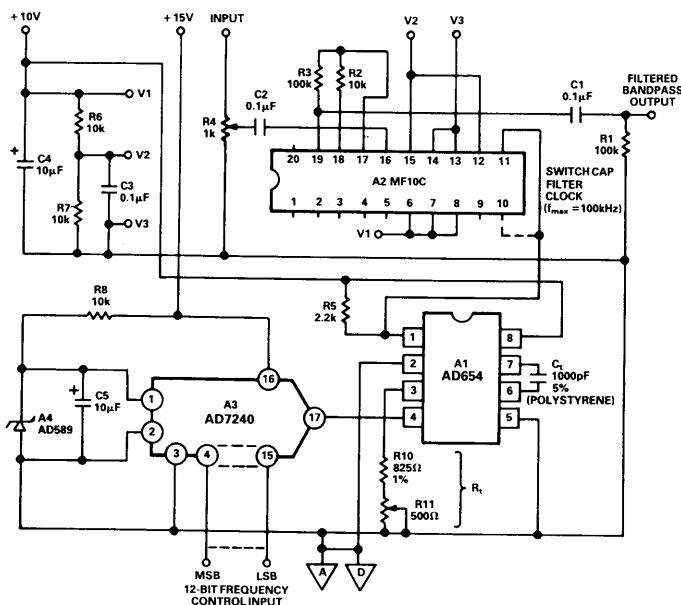 +10V
+15V
INPUT
V2
V3
V1
R6
10k
V2
C4
10μF
+
R7
10k
C3
0.1μF
V3
R4
1k
C2
0.1μF
R3
100k
R2
10k
C1
0.1μF
FILTERED
BANDPASS
OUTPUT
R1
100k
20 19 18 17 16 15 14 13 12 11
A2 MF10C
1 2 3 4 5 6 7 8 9 10
V1
SWITCH CAP
FILTER
CLOCK
(fmax = 100kHz)
R8
10k
R5
2.2k
A4
AD589
+
C5
10μF
1
2
3
4
15
16
17
A3
AD7240
1
2
3
4
8
7
6
5
A1
AD654
Ct
1000pF
5%
(POLYSTYRENE)
R10
825Ω
1%
R11
500Ω
Rt
MSB
LSB
12-BIT FREQUENCY
CONTROL INPUT
A
D